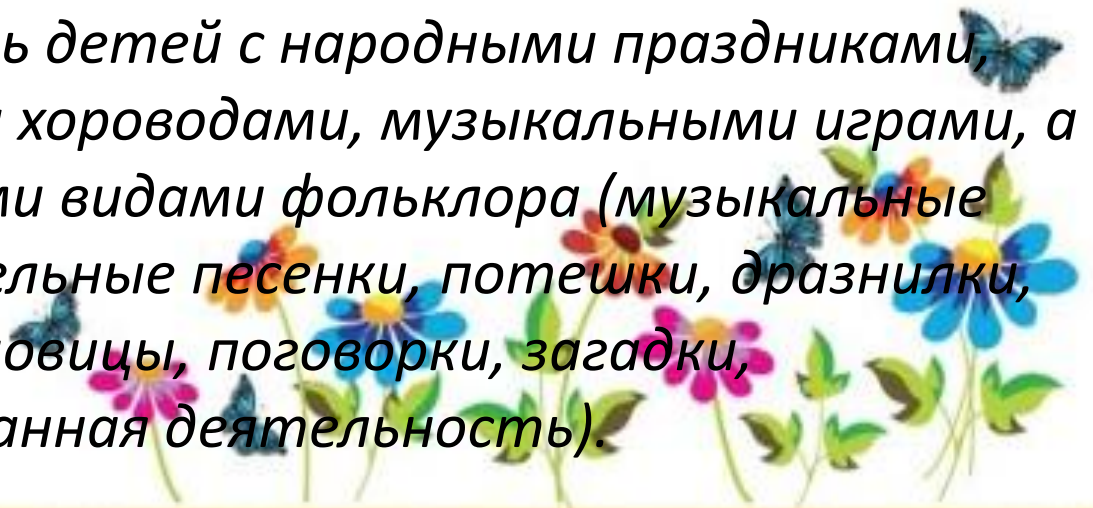 ь детей с народными праздниками,
хороводами, музыкальными играми, а
ми видами фольклора (музыкальные
ельные песенки, потешки, дразнилки,
овицы, поговорки, загадки,
анная деятельность).